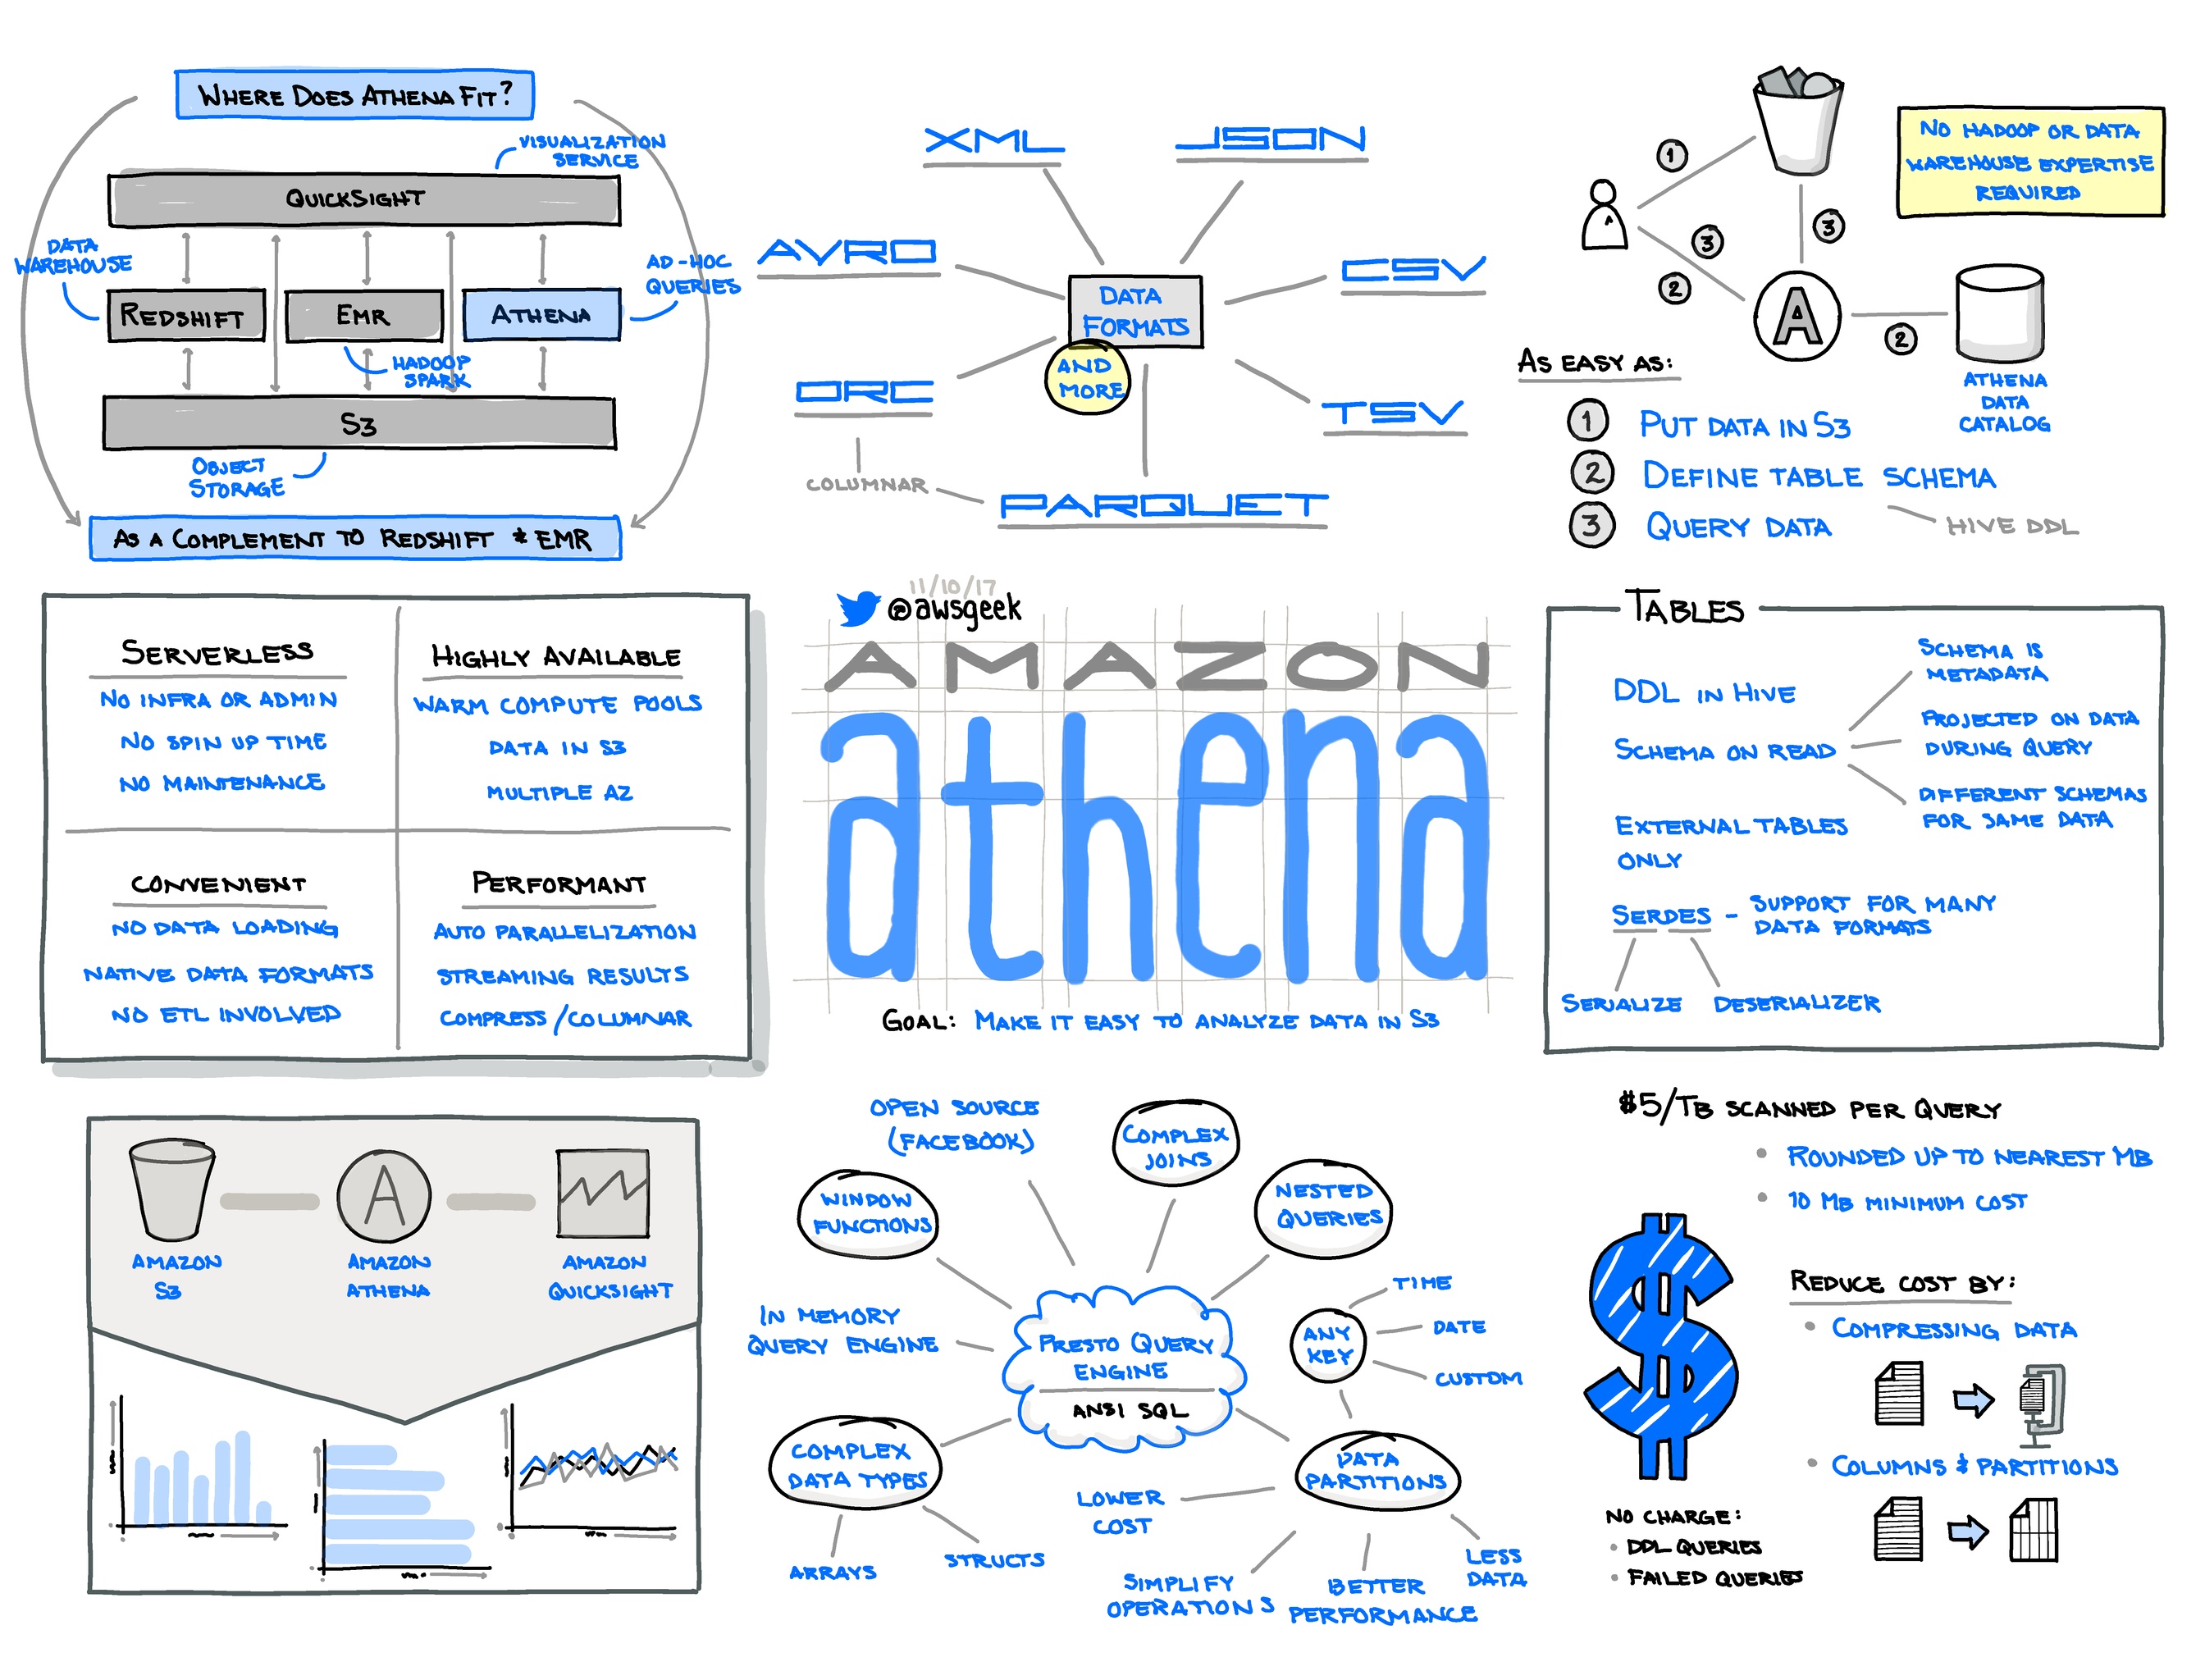 WHERE DOES ATHENA FIT?
VISUALIZATION
SERVICE
QUICKSIGHT
DATA
WAREHOUSE
AD-HOC
QUERIES
REDSHIFT
EMR
ATHENA
HADOOP
SPARK
S3
OBJECT
STORAGE
AS A COMPLEMENT TO REDSHIFT & EMR
XML
JSON
AVRO
CSV
DATA
FORMATS
AND
MORE
ORC
TSV
COLUMNAR
PARQUET
NO HADOOP OR DATA
WAREHOUSE EXPERTISE
REQUIRED
1
3
3
2
A
2
ATHENA
DATA
CATALOG
AS EASY AS:
1 PUT DATA IN S3
2 DEFINE TABLE SCHEMA
3 QUERY DATA
HIVE DDL
SERVERLESS
NO INFRA OR ADMIN
NO SPIN UP TIME
NO MAINTENANCE
HIGHLY AVAILABLE
WARM COMPUTE POOLS
DATA IN S3
MULTIPLE AZ
CONVENIENT
NO DATA LOADING
NATIVE DATA FORMATS
NO ETL INVOLVED
PERFORMANT
AUTO PARALLELIZATION
STREAMING RESULTS
COMPRESS/COLUMNAR
11/10/17
@awsgeek
AMAZON
athena
GOAL: MAKE IT EASY TO ANALYZE DATA IN S3
TABLES
DDL IN HIVE
SCHEMA ON READ
SCHEMA IS
METADATA
PROJECTED ON DATA
DURING QUERY
DIFFERENT SCHEMAS
FOR SAME DATA
EXTERNAL TABLES
ONLY
SERDES - SUPPORT FOR MANY
DATA FORMATS
SERIALIZE DESERIALIZER
A
AMAZON
S3
AMAZON
ATHENA
AMAZON
QUICKSIGHT
OPEN SOURCE
(FACEBOOK)
COMPLEX
JOINS
WINDOW
FUNCTIONS
NESTED
QUERIES
IN MEMORY
QUERY ENGINE
PRESTO QUERY
ENGINE
ANSI SQL
ANY
KEY
TIME
DATE
CUSTOM
COMPLEX
DATA TYPES
ARRAYS
STRUCTS
DATA
PARTITIONS
LOWER
COST
SIMPLIFY
OPERATIONS
BETTER
PERFORMANCE
LESS
DATA
$5/TB SCANNED PER QUERY
ROUNDED UP TO NEAREST MB
10 MB MINIMUM COST
$
REDUCE COST BY:
COMPRESSING DATA
COLUMNS & PARTITIONS
NO CHARGE:
DDL QUERIES
FAILED QUERIES